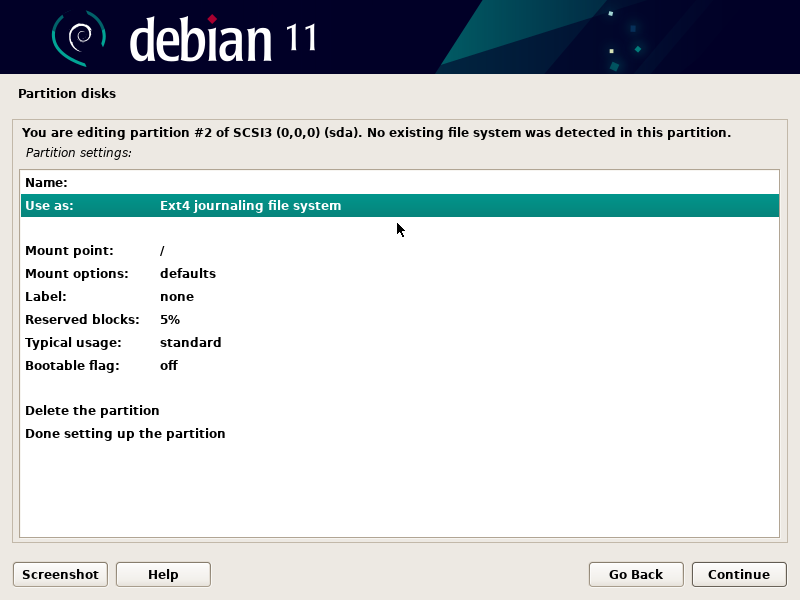 debian 11
Partition disks
You are editing partition #2 of SCSI3 (0,0,0) (sda). No existing file system was detected in this partition.
Partition settings:
Name:
Use as: Ext4 journaling file system
Mount point: /
Mount options: defaults
Label: none
Reserved blocks: 5%
Typical usage: standard
Bootable flag: off
Delete the partition
Done setting up the partition
Screenshot Help Go Back Continue